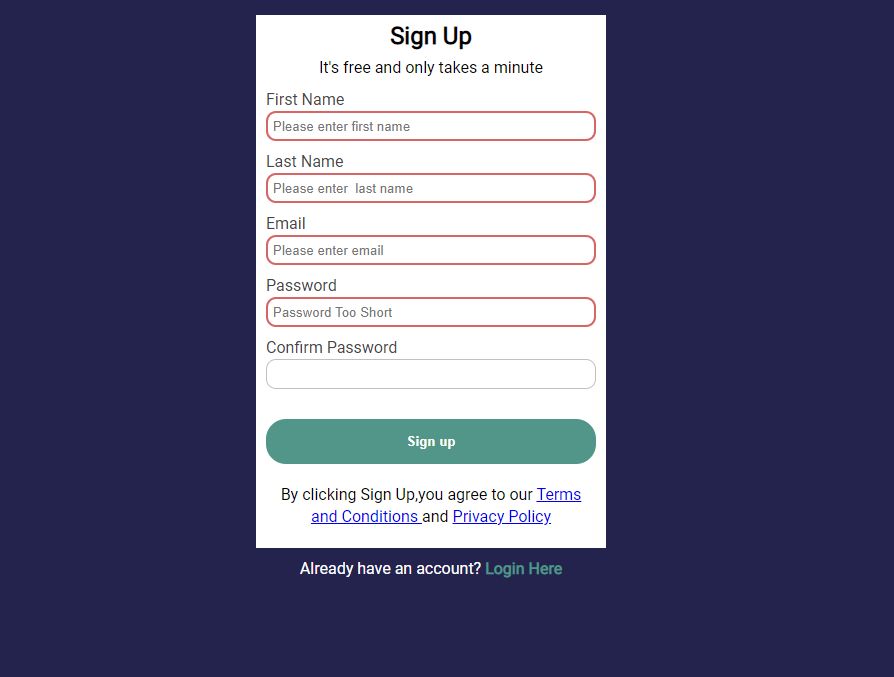 Sign Up
It's free and only takes a minute
First Name
Please enter first name
Last Name
Please enter  last name
Email
Please enter email
Password
Password Too Short
Confirm Password
Sign up
By clicking Sign Up,you agree to our Terms
and Conditions and Privacy Policy
Already have an account? Login Here